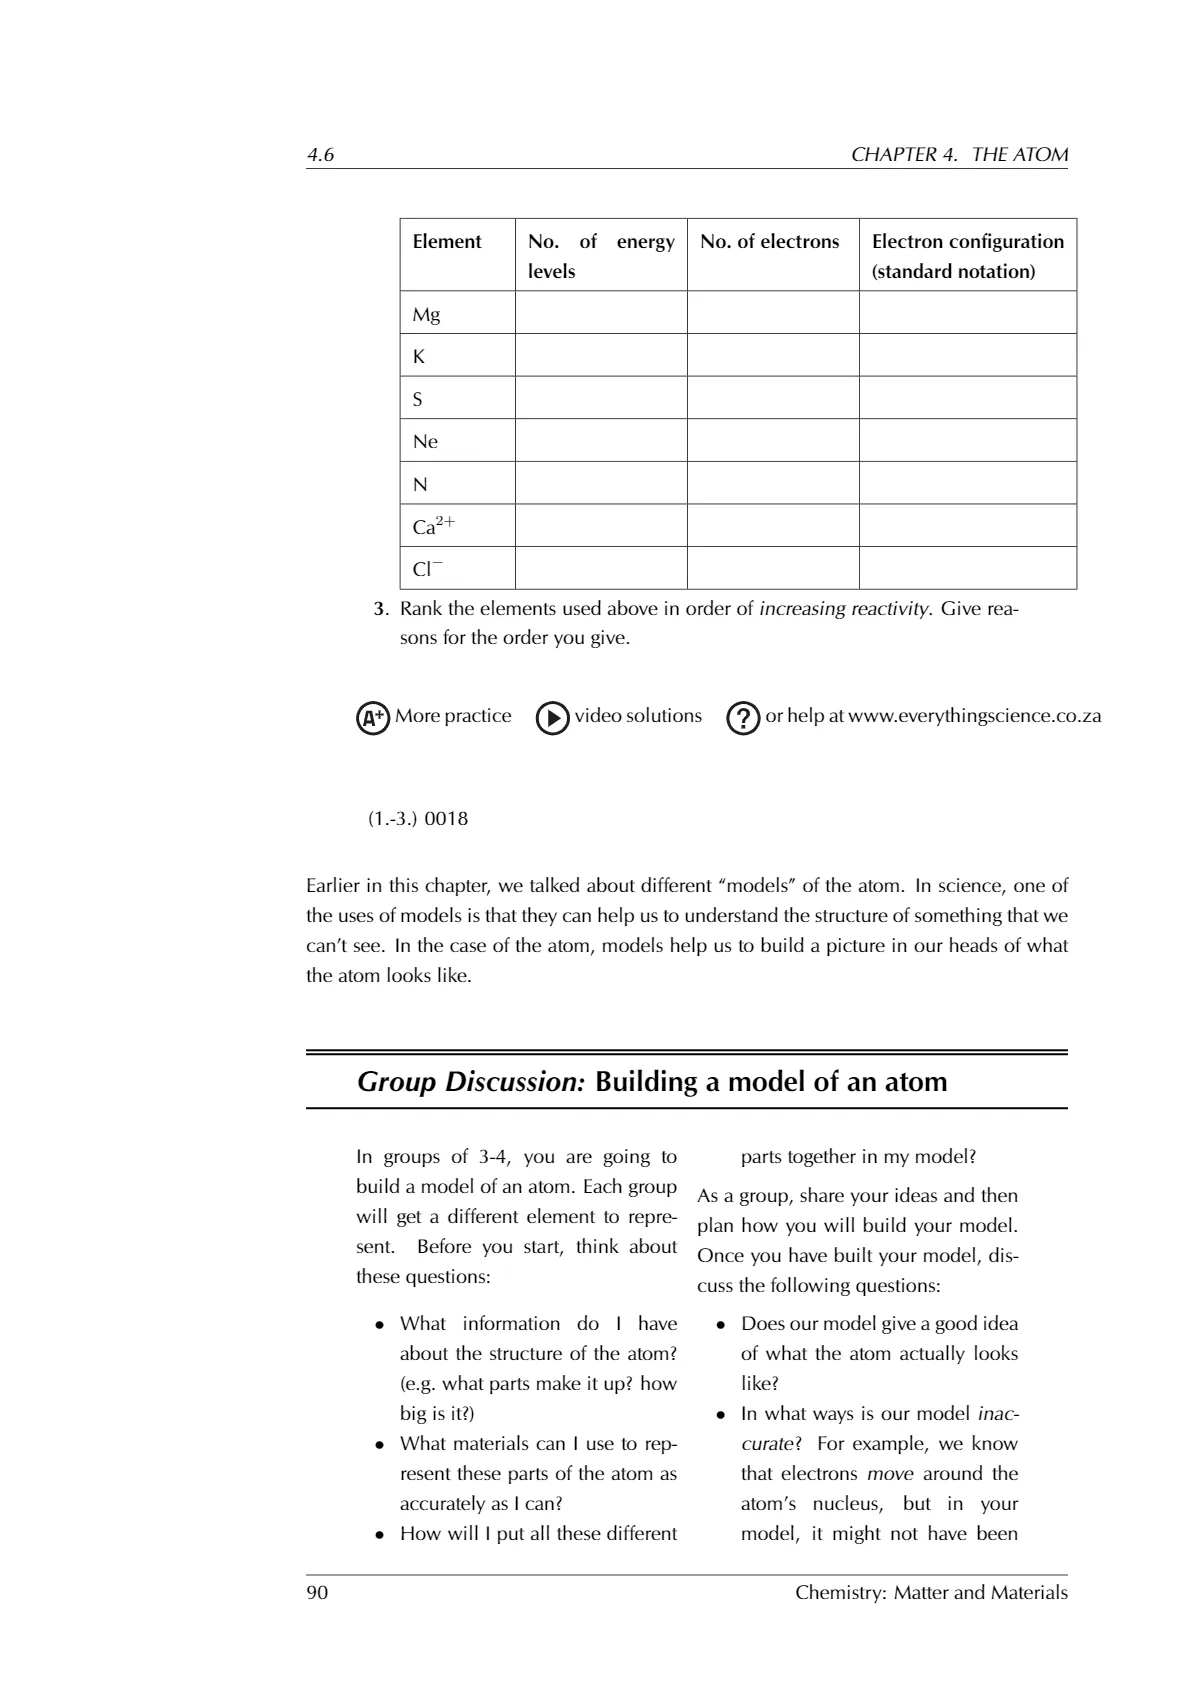 4.6 CHAPTER 4. THE ATOM
Element No. of energy No. of electrons Electron configuration
levels (standard notation)
Mg
K
S
Ne
N
Ca²⁺
Cl⁻
3. Rank the elements used above in order of increasing reactivity. Give rea-
sons for the order you give.
A+ More practice video solutions ? or help at www.everythingscience.co.za
(1.-3.) 0018
Earlier in this chapter, we talked about different “models” of the atom. In science, one of
the uses of models is that they can help us to understand the structure of something that we
can’t see. In the case of the atom, models help us to build a picture in our heads of what
the atom looks like.
Group Discussion: Building a model of an atom
In groups of 3-4, you are going to
build a model of an atom. Each group
will get a different element to repre-
sent. Before you start, think about
these questions:
• What information do I have
about the structure of the atom?
(e.g. what parts make it up? how
big is it?)
• What materials can I use to rep-
resent these parts of the atom as
accurately as I can?
• How will I put all these different
parts together in my model?
As a group, share your ideas and then
plan how you will build your model.
Once you have built your model, dis-
cuss the following questions:
• Does our model give a good idea
of what the atom actually looks
like?
• In what ways is our model inac-
curate? For example, we know
that electrons move around the
atom’s nucleus, but in your
model, it might not have been
90 Chemistry: Matter and Materials